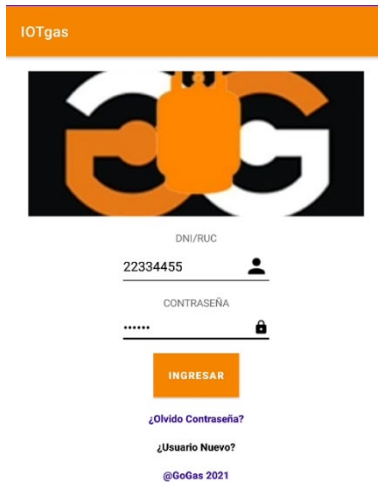 IOTgas
DNI/RUC
22334455
CONTRASEÑA
••••••
INGRESAR
¿Olvido Contraseña?
¿Usuario Nuevo?
@GoGas 2021